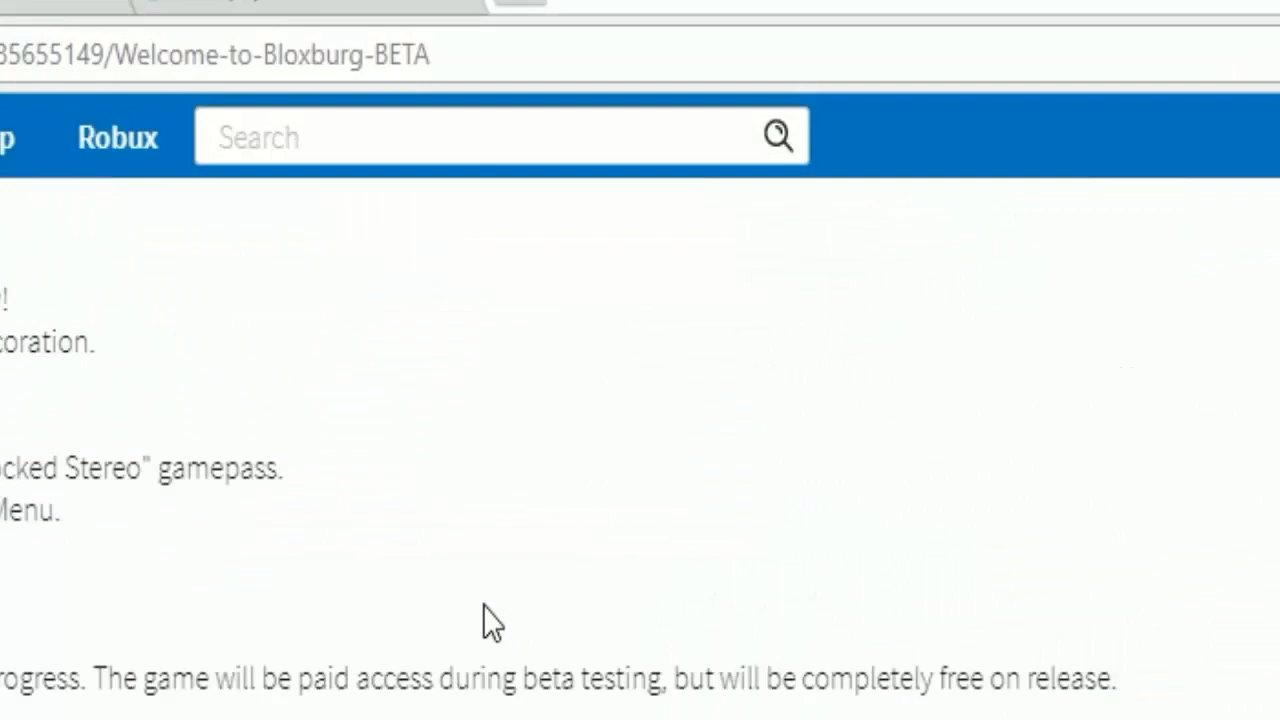 35655149/Welcome-to-Bloxburg-BETA
p Robux Search
!
coration.
ocked Stereo" gamepass.
Menu.
rogress. The game will be paid access during beta testing, but will be completely free on release.